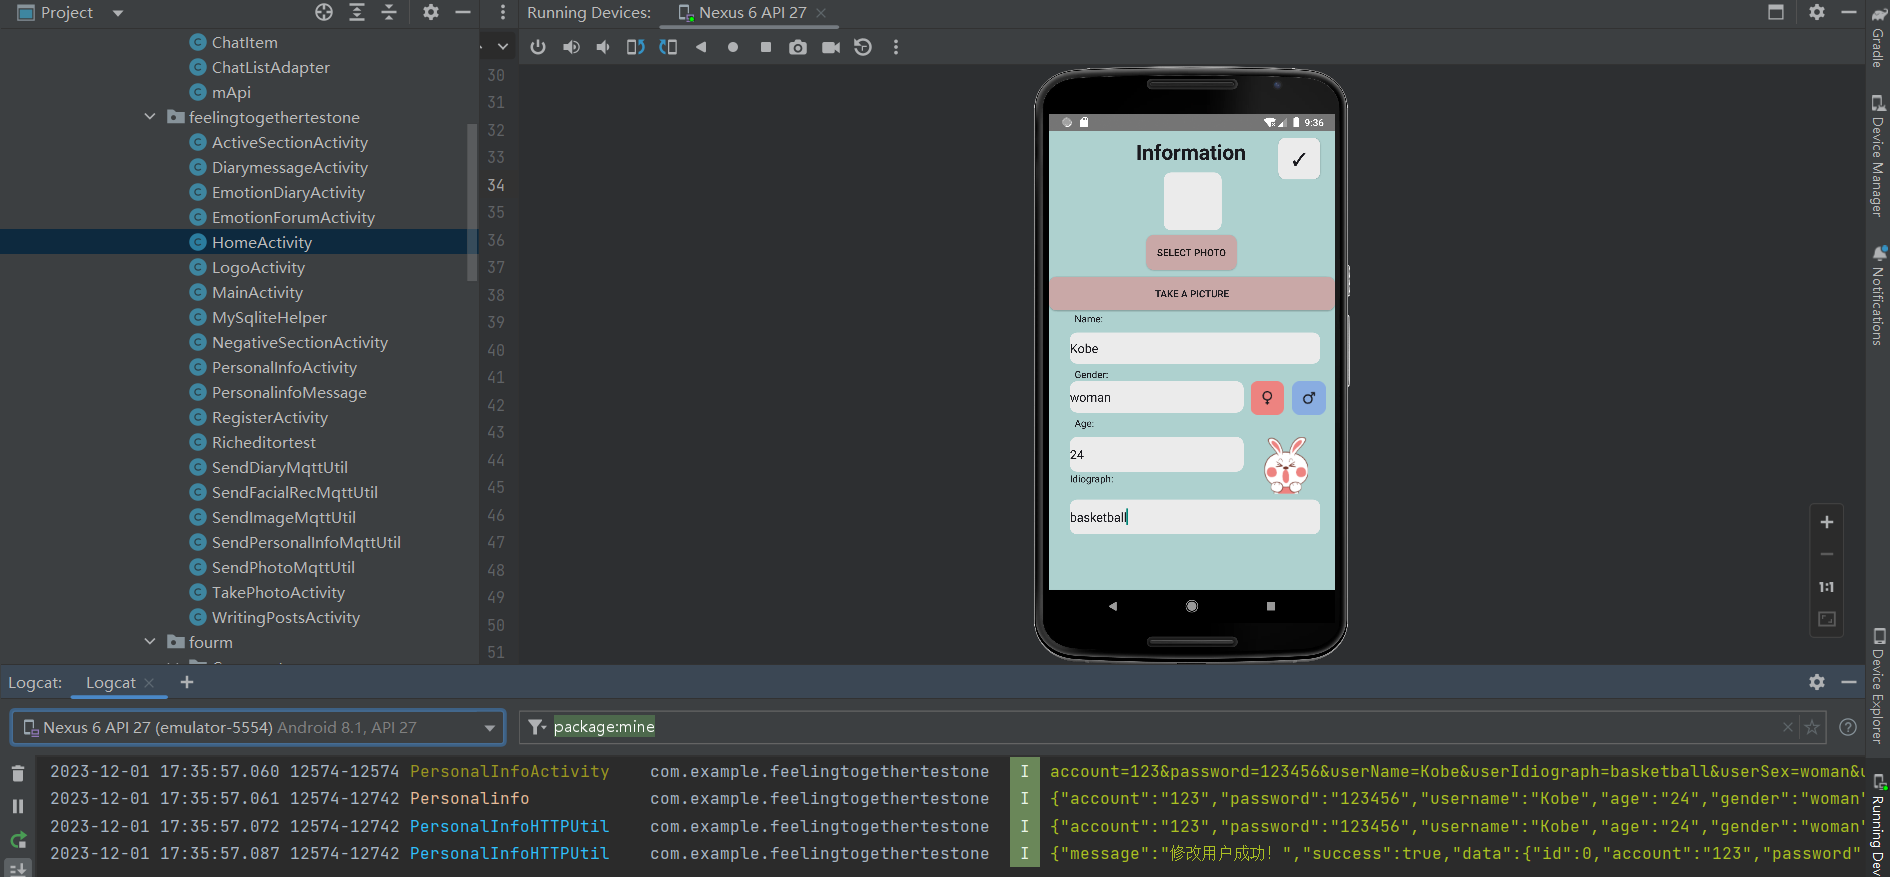 Project
Running Devices:
Nexus 6 API 27
ChatItem
ChatListAdapter
mApi
feelingtogethertestone
ActiveSectionActivity
DiarymessageActivity
EmotionDiaryActivity
EmotionForumActivity
HomeActivity
LogoActivity
MainActivity
MySqliteHelper
NegativeSectionActivity
PersonalInfoActivity
PersonalinfoMessage
RegisterActivity
Richeditortest
SendDiaryMqttUtil
SendFacialRecMqttUtil
SendImageMqttUtil
SendPersonalInfoMqttUtil
SendPhotoMqttUtil
TakePhotoActivity
WritingPostsActivity
fourm
30
31
32
33
34
35
36
37
38
39
40
41
42
43
44
45
46
47
48
49
50
51
9:36
Information
SELECT PHOTO
TAKE A PICTURE
Name:
Kobe
Gender:
woman
Age:
24
Idiograph:
basketball
1:1
Gradle
Device Manager
Notifications
Device Explorer
Running Dev
Logcat:
Logcat
Nexus 6 API 27 (emulator-5554) Android 8.1, API 27
package:mine
2023-12-01 17:35:57.060 12574-12574 PersonalInfoActivity com.example.feelingtogethertestone I account=123&password=123456&userName=Kobe&userIdiograph=basketball&userSex=woman&u
2023-12-01 17:35:57.061 12574-12742 Personalinfo com.example.feelingtogethertestone I {"account":"123","password":"123456","username":"Kobe","age":"24","gender":"woman"
2023-12-01 17:35:57.072 12574-12742 PersonalInfoHTTPUtil com.example.feelingtogethertestone I {"account":"123","password":"123456","username":"Kobe","age":"24","gender":"woman"
2023-12-01 17:35:57.087 12574-12742 PersonalInfoHTTPUtil com.example.feelingtogethertestone I {"message":"修改用户成功！","success":true,"data":{"id":0,"account":"123","password"